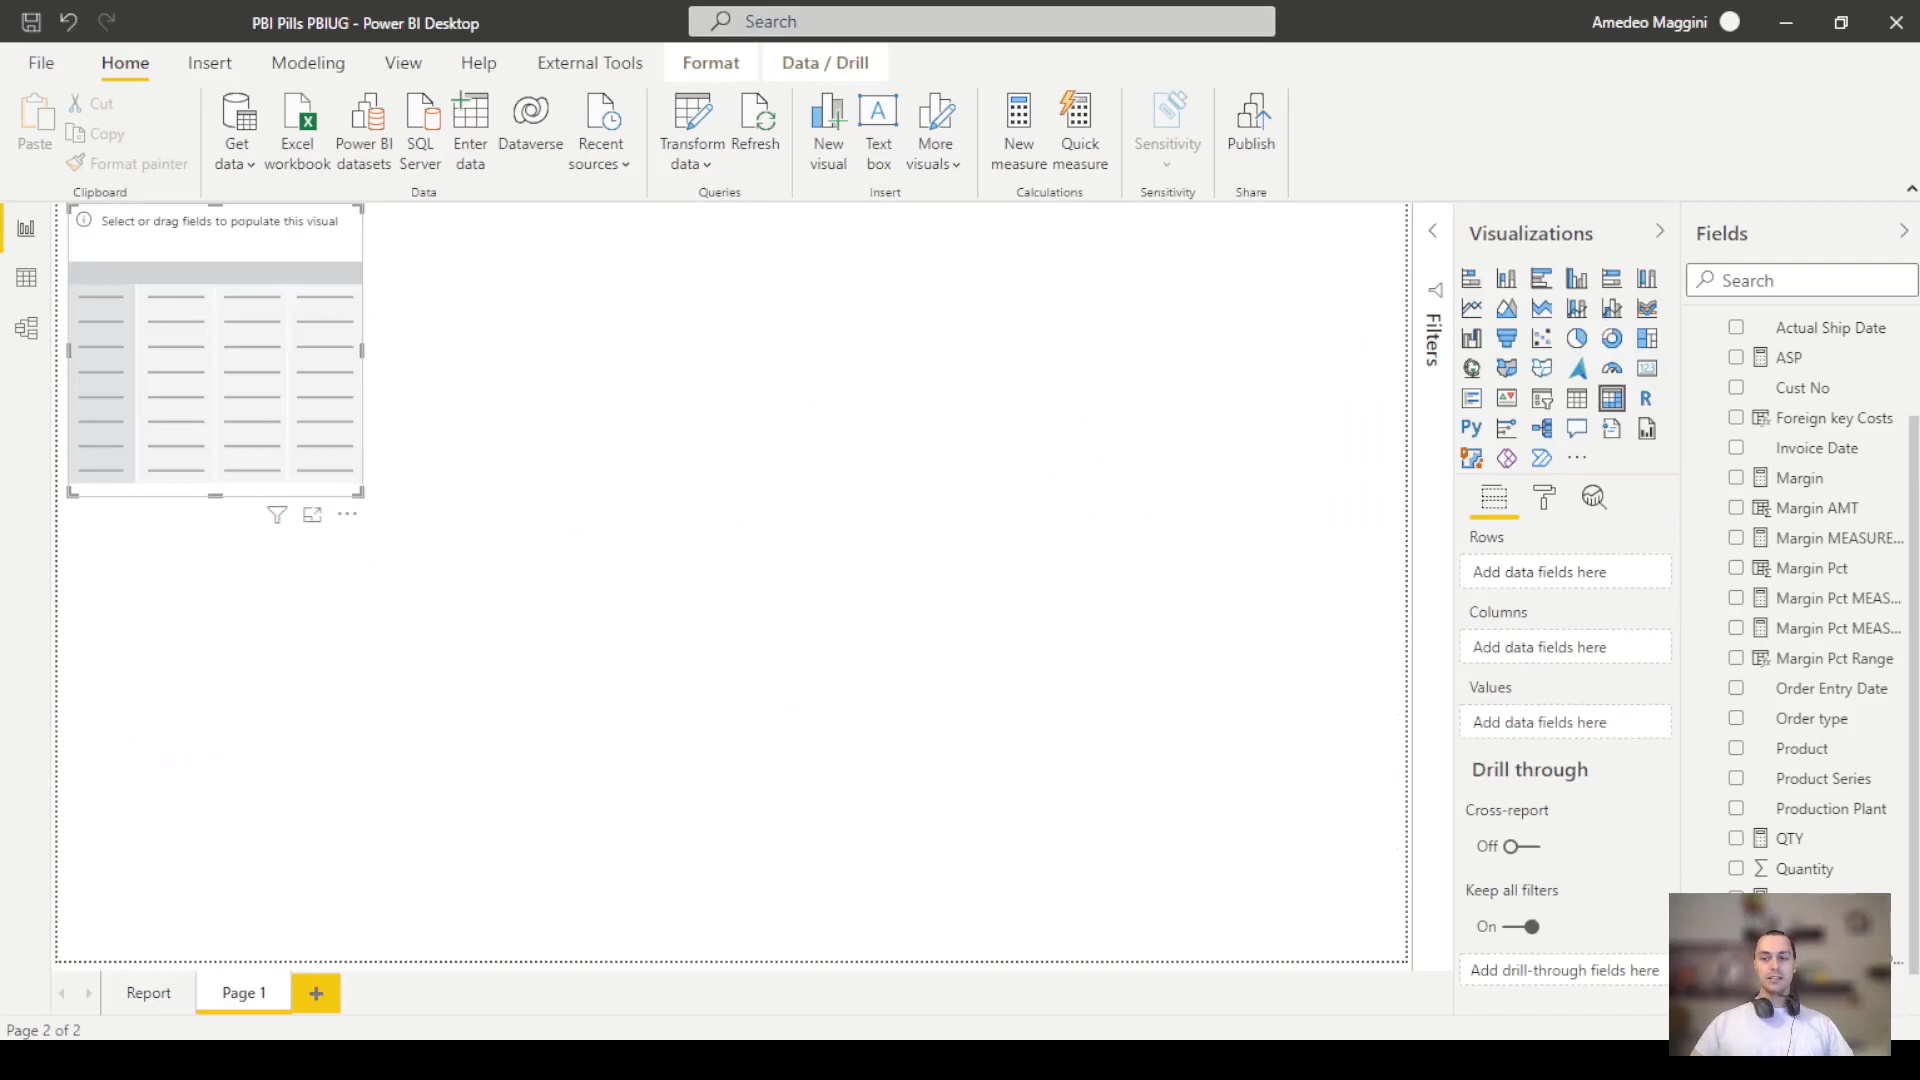 PBI Pills PBIUG - Power BI Desktop
Search
Amedeo Maggini
File
Home
Insert
Modeling
View
Help
External Tools
Format
Data / Drill
Paste
Cut
Copy
Format painter
Clipboard
Get data
Excel workbook
Power BI datasets
SQL Server
Enter data
Dataverse
Recent sources
Data
Transform data
Refresh
Queries
New visual
Text box
More visuals
Insert
New measure
Quick measure
Calculations
Sensitivity
Sensitivity
Publish
Share
Select or drag fields to populate this visual
Filters
Visualizations
123
R
Py
Rows
Add data fields here
Columns
Add data fields here
Values
Add data fields here
Drill through
Cross-report
Off
Keep all filters
On
Add drill-through fields here
Fields
Search
Actual Ship Date
ASP
Cust No
Foreign key Costs
Invoice Date
Margin
Margin AMT
Margin MEASURE...
Margin Pct
Margin Pct MEAS...
Margin Pct MEAS...
Margin Pct Range
Order Entry Date
Order type
Product
Product Series
Production Plant
QTY
Quantity
Report
Page 1
Page 2 of 2